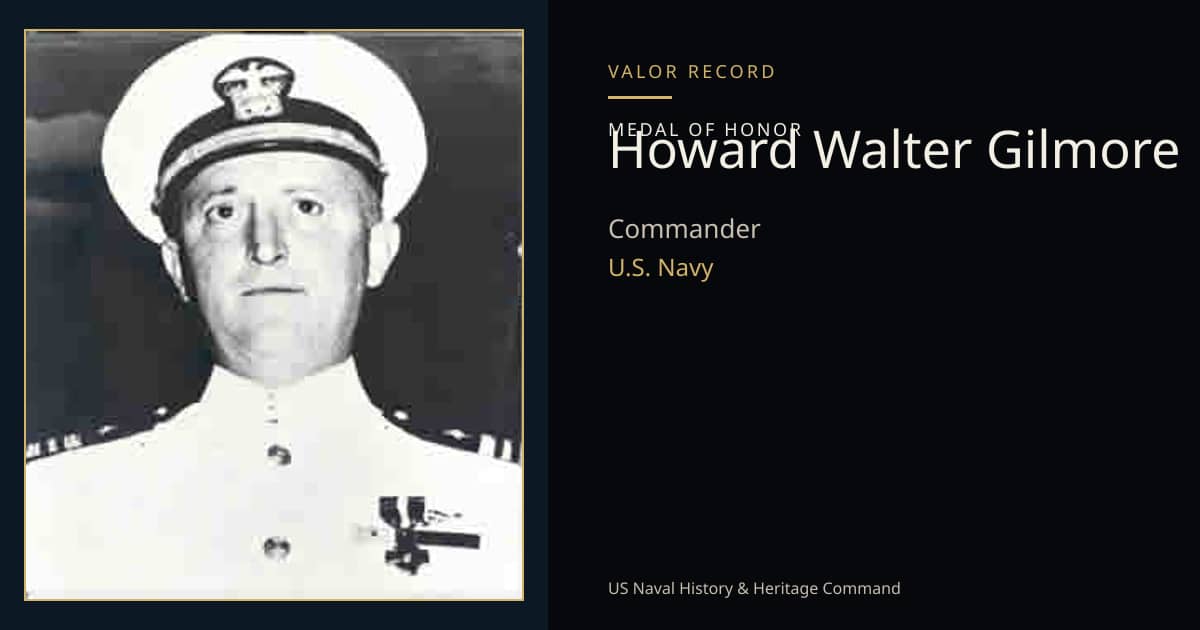 VALOR RECORD
MEDAL OF HONOR
Howard Walter Gilmore
Commander
U.S. Navy
US Naval History & Heritage Command